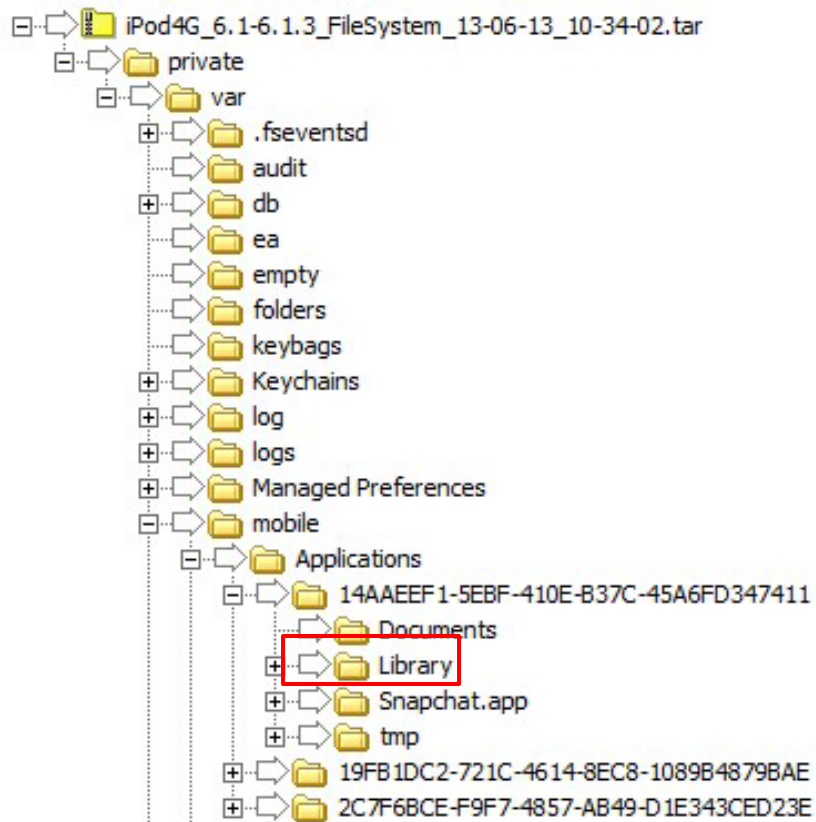 iPod4G_6.1-6.1.3_FileSystem_13-06-13_10-34-02.tar
private
var
.fseventsd
audit
db
ea
empty
folders
keybags
Keychains
log
logs
Managed Preferences
mobile
Applications
14AAEEF1-5EBF-410E-B37C-45A6FD347411
Documents
Library
Snapchat.app
tmp
19FB1DC2-721C-4614-8EC8-1089B4879BAE
2C7F6BCE-F9F7-4857-AB49-D1E343CED23E